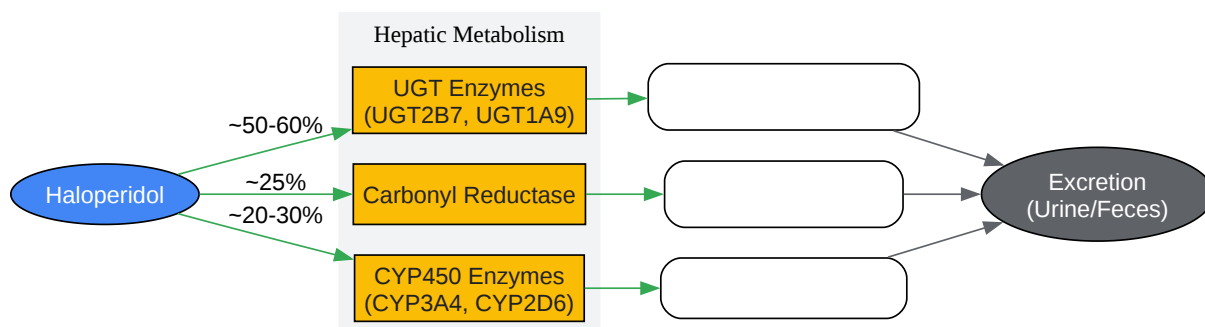 Hepatic Metabolism
UGT Enzymes
(UGT2B7, UGT1A9)
~50-60%
Haloperidol
~25%
Carbonyl Reductase
Excretion
(Urine/Feces)
~20-30%
CYP450 Enzymes
(CYP3A4, CYP2D6)